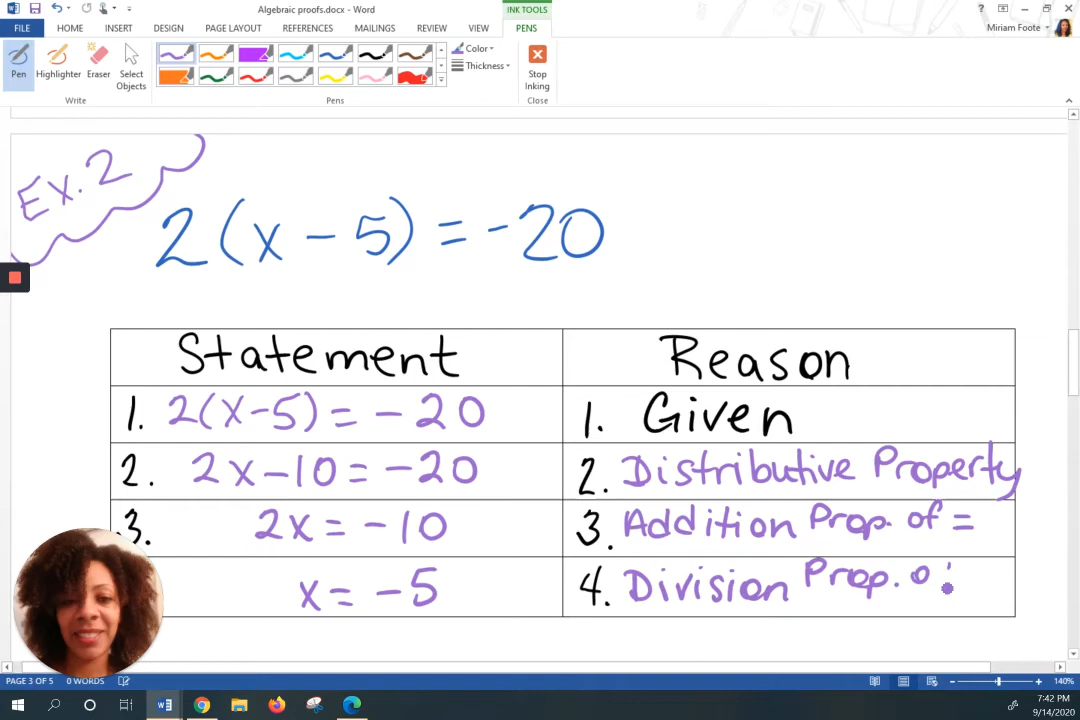 Algebraic proofs.docx - Word
INK TOOLS
FILE HOME INSERT DESIGN PAGE LAYOUT REFERENCES MAILINGS REVIEW VIEW PENS
Miriam Foote
Pen Highlighter Eraser Select Objects
Color
Thickness
Stop Inking
Write Pens Close
Ex. 2
2(x - 5) = -20
Statement Reason
1. 2(x-5) = -20 1. Given
2. 2x-10 = -20 2. Distributive Property
3. 2x = -10 3. Addition Prop. of =
x = -5 4. Division Prop. o
PAGE 3 OF 5 0 WORDS
140%
7:42 PM
9/14/2020